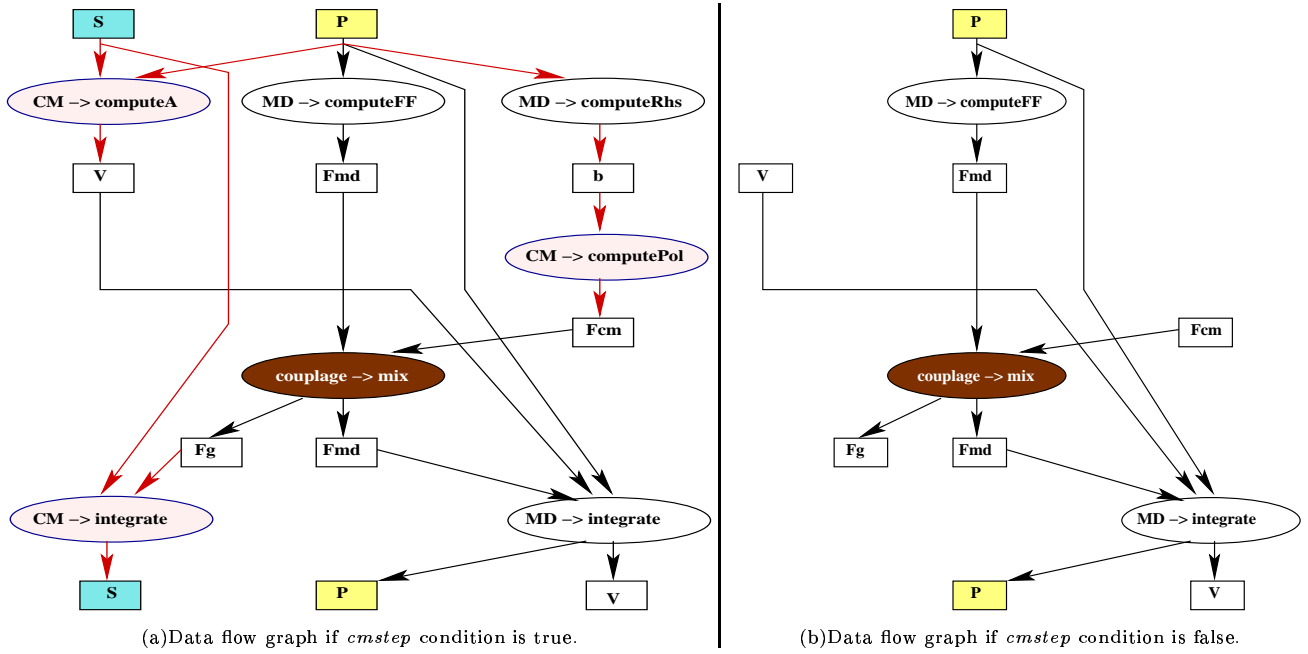 S
P
P
CM –> computeA
MD –> computeFF
MD –> computeRhs
MD –> computeFF
V
Fmd
b
V
Fmd
CM –> computePol
Fcm
Fcm
couplage –> mix
couplage –> mix
Fg
Fmd
Fg
Fmd
CM –> integrate
MD –> integrate
MD –> integrate
S
P
V
P
V
(a)Data flow graph if cmstep condition is true.
(b)Data flow graph if cmstep condition is false.